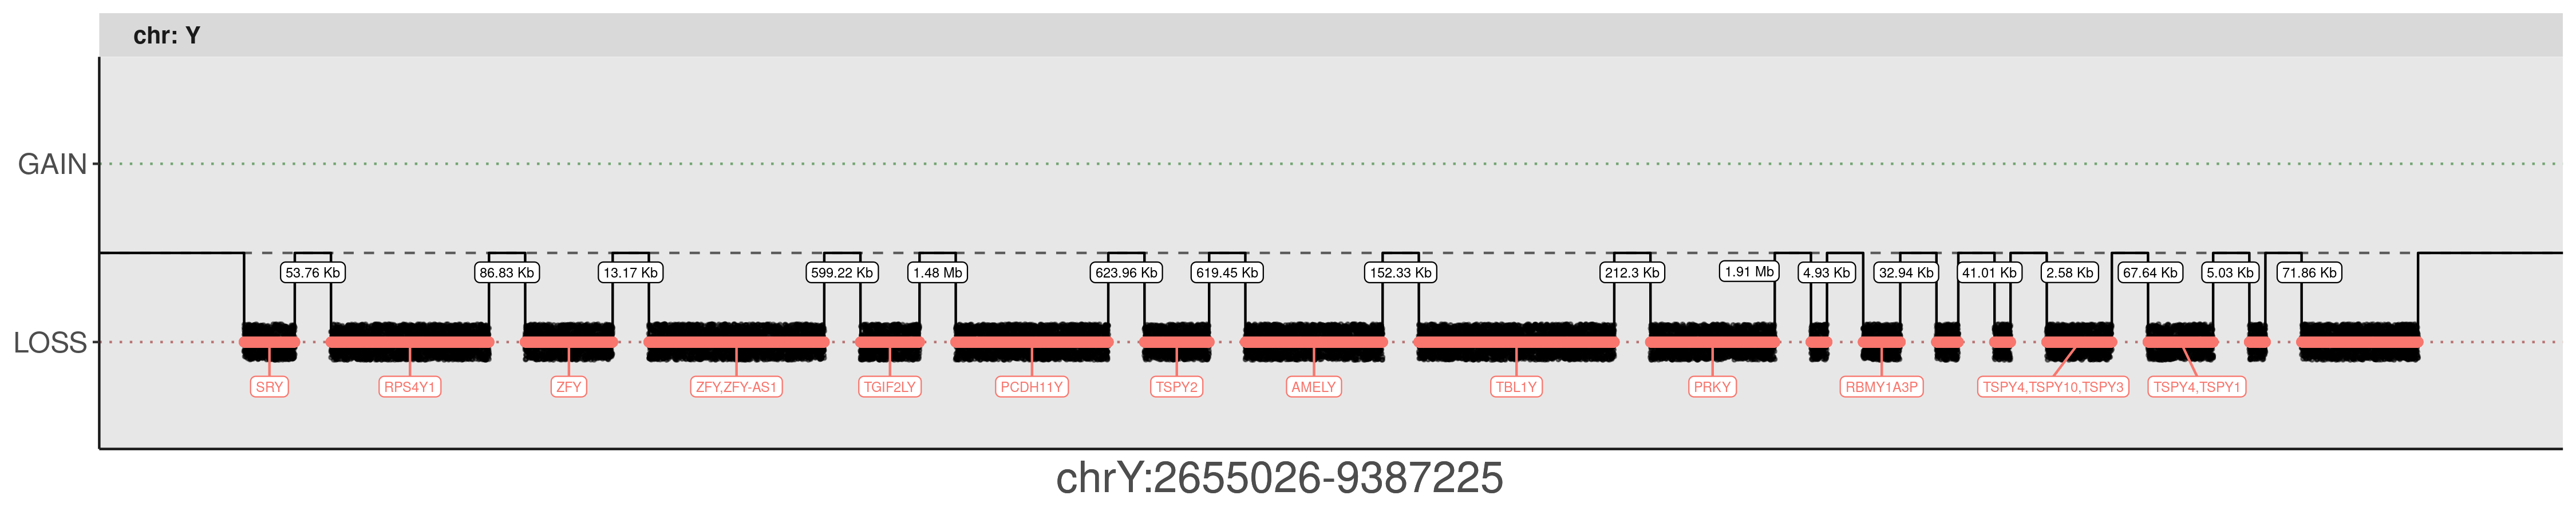 chr: Y
GAIN
53.76 Kb 86.83 Kb 13.17 Kb 599.22 Kb 1.48 Mb 623.96 Kb 619.45 Kb 152.33 Kb 212.3 Kb 1.91 Mb 4.93 Kb 32.94 Kb 41.01 Kb 2.58 Kb 67.64 Kb 5.03 Kb 71.86 Kb
LOSS
SRY RPS4Y1 ZFY ZFY,ZFY-AS1 TGIF2LY PCDH11Y TSPY2 AMELY TBL1Y PRKY RBMY1A3P TSPY4,TSPY10,TSPY3 TSPY4,TSPY1
chrY:2655026-9387225